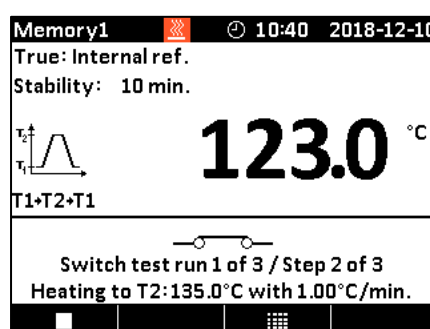 Memory1 10:40 2018-12-10
True: Internal ref.
Stability: 10 min.
T2
T1
123.0 °C
T1→T2→T1
Switch test run 1 of 3 / Step 2 of 3
Heating to T2:135.0°C with 1.00°C/min.